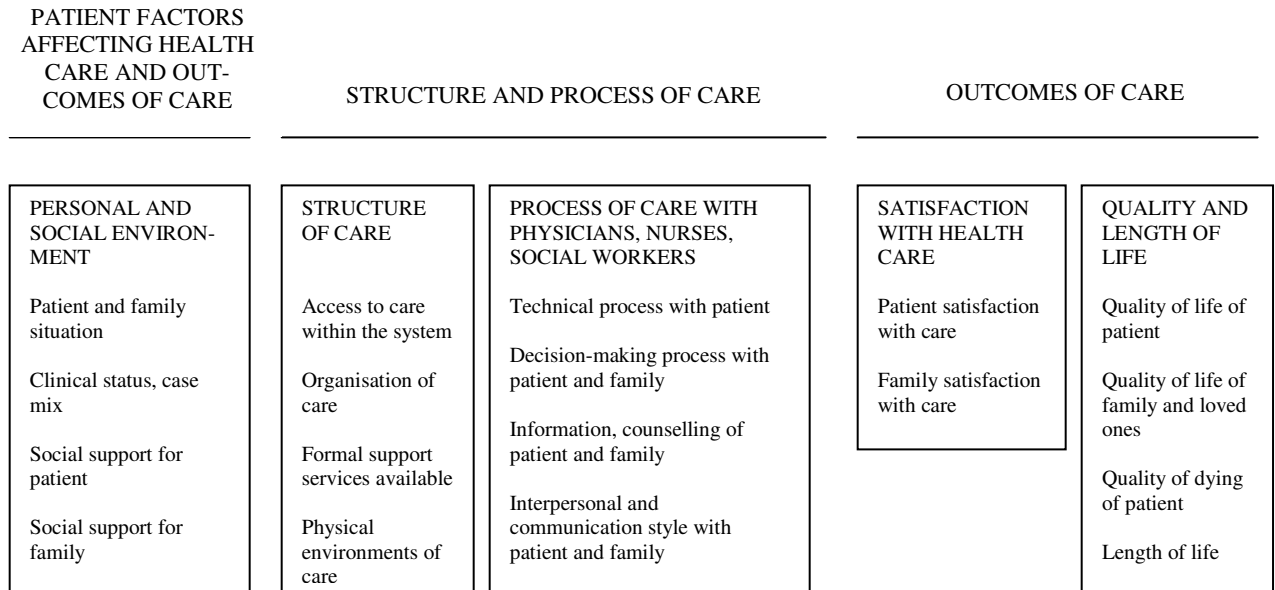 PATIENT FACTORS
AFFECTING HEALTH
CARE AND OUT-
COMES OF CARE
STRUCTURE AND PROCESS OF CARE
OUTCOMES OF CARE
PERSONAL AND
SOCIAL ENVIRON-
MENT
Patient and family
situation
Clinical status, case
mix
Social support for
patient
Social support for
family
STRUCTURE
OF CARE
Access to care
within the system
Organisation of
care
Formal support
services available
Physical
environments of
care
PROCESS OF CARE WITH
PHYSICIANS, NURSES,
SOCIAL WORKERS
Technical process with patient
Decision-making process with
patient and family
Information, counselling of
patient and family
Interpersonal and
communication style with
patient and family
SATISFACTION
WITH HEALTH
CARE
Patient satisfaction
with care
Family satisfaction
with care
QUALITY AND
LENGTH OF
LIFE
Quality of life of
patient
Quality of life of
family and loved
ones
Quality of dying
of patient
Length of life